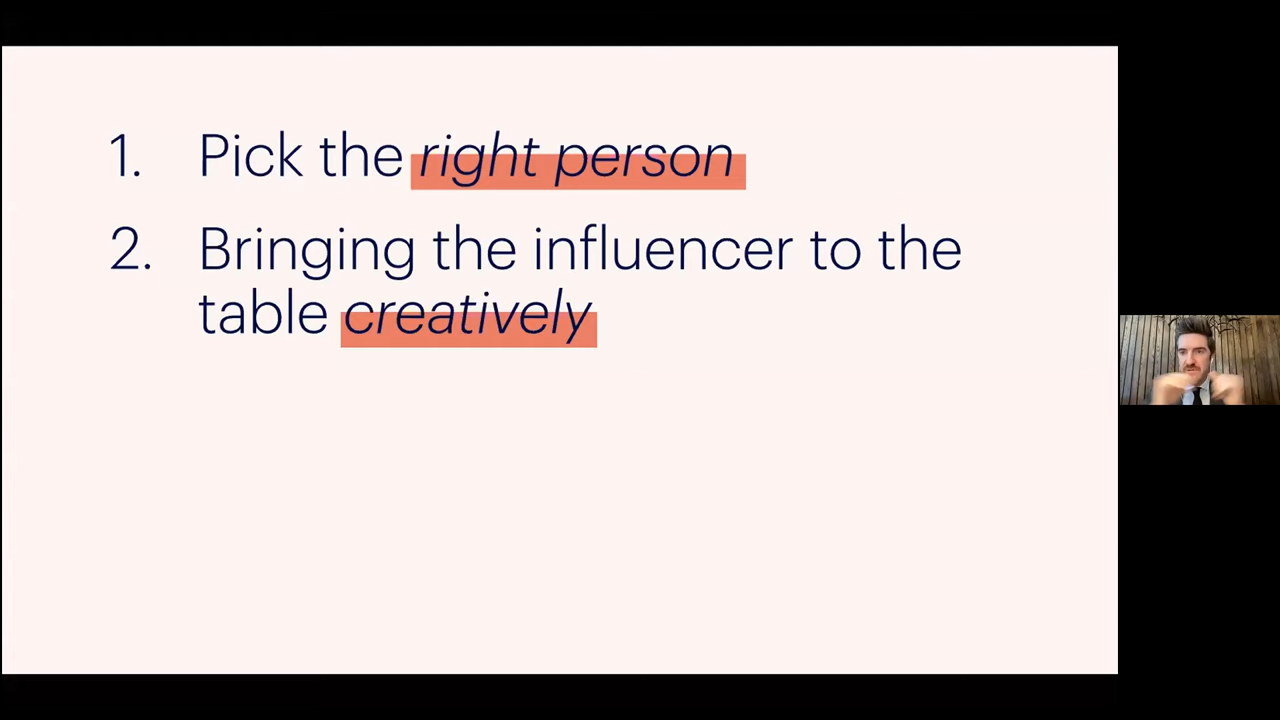 1. Pick the right person
2. Bringing the influencer to the
table creatively